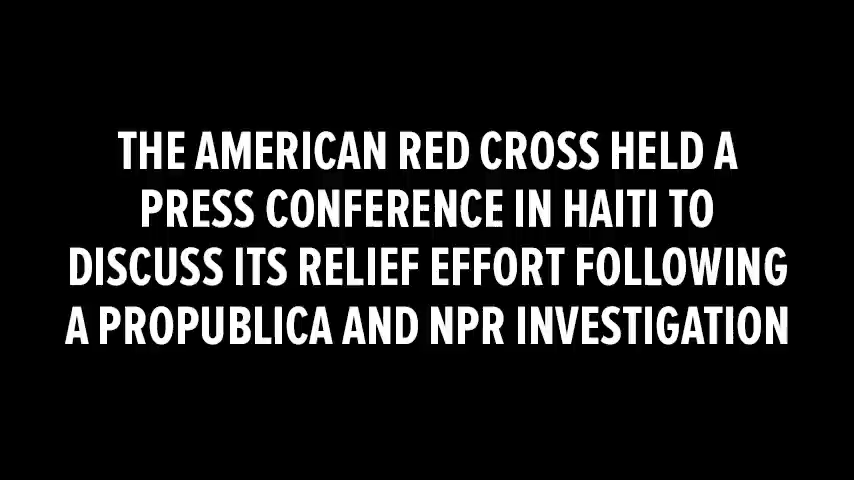 THE AMERICAN RED CROSS HELD A
PRESS CONFERENCE IN HAITI TO
DISCUSS ITS RELIEF EFFORT FOLLOWING
A PROPUBLICA AND NPR INVESTIGATION